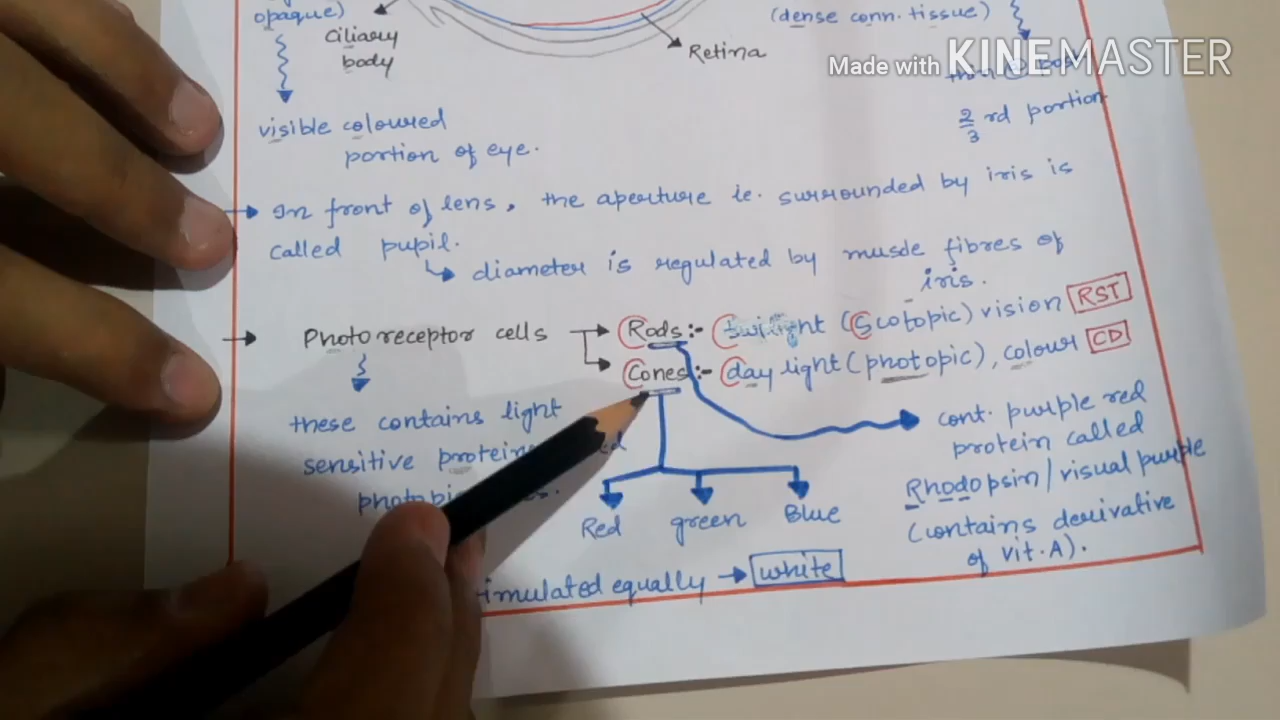 opaque)
ciliary
body
Retina
(dense conn. tissue)
Made with KINEMASTER
visible coloured
portion of eye.
2/3 rd portion
In front of lens, the aperture ie. surrounded by iris is
called pupil.
diameter is regulated by muscle fibres of
iris.
Photoreceptor cells
Rods :- twilight (Scotopic) vision RST
Cones :- day light (photopic), colour CD
these contains light
sensitive
cont. purple red
protein called
Rhodopsin / visual purple
(contains derivative
of vit. A).
Red green Blue
imulated equally → white